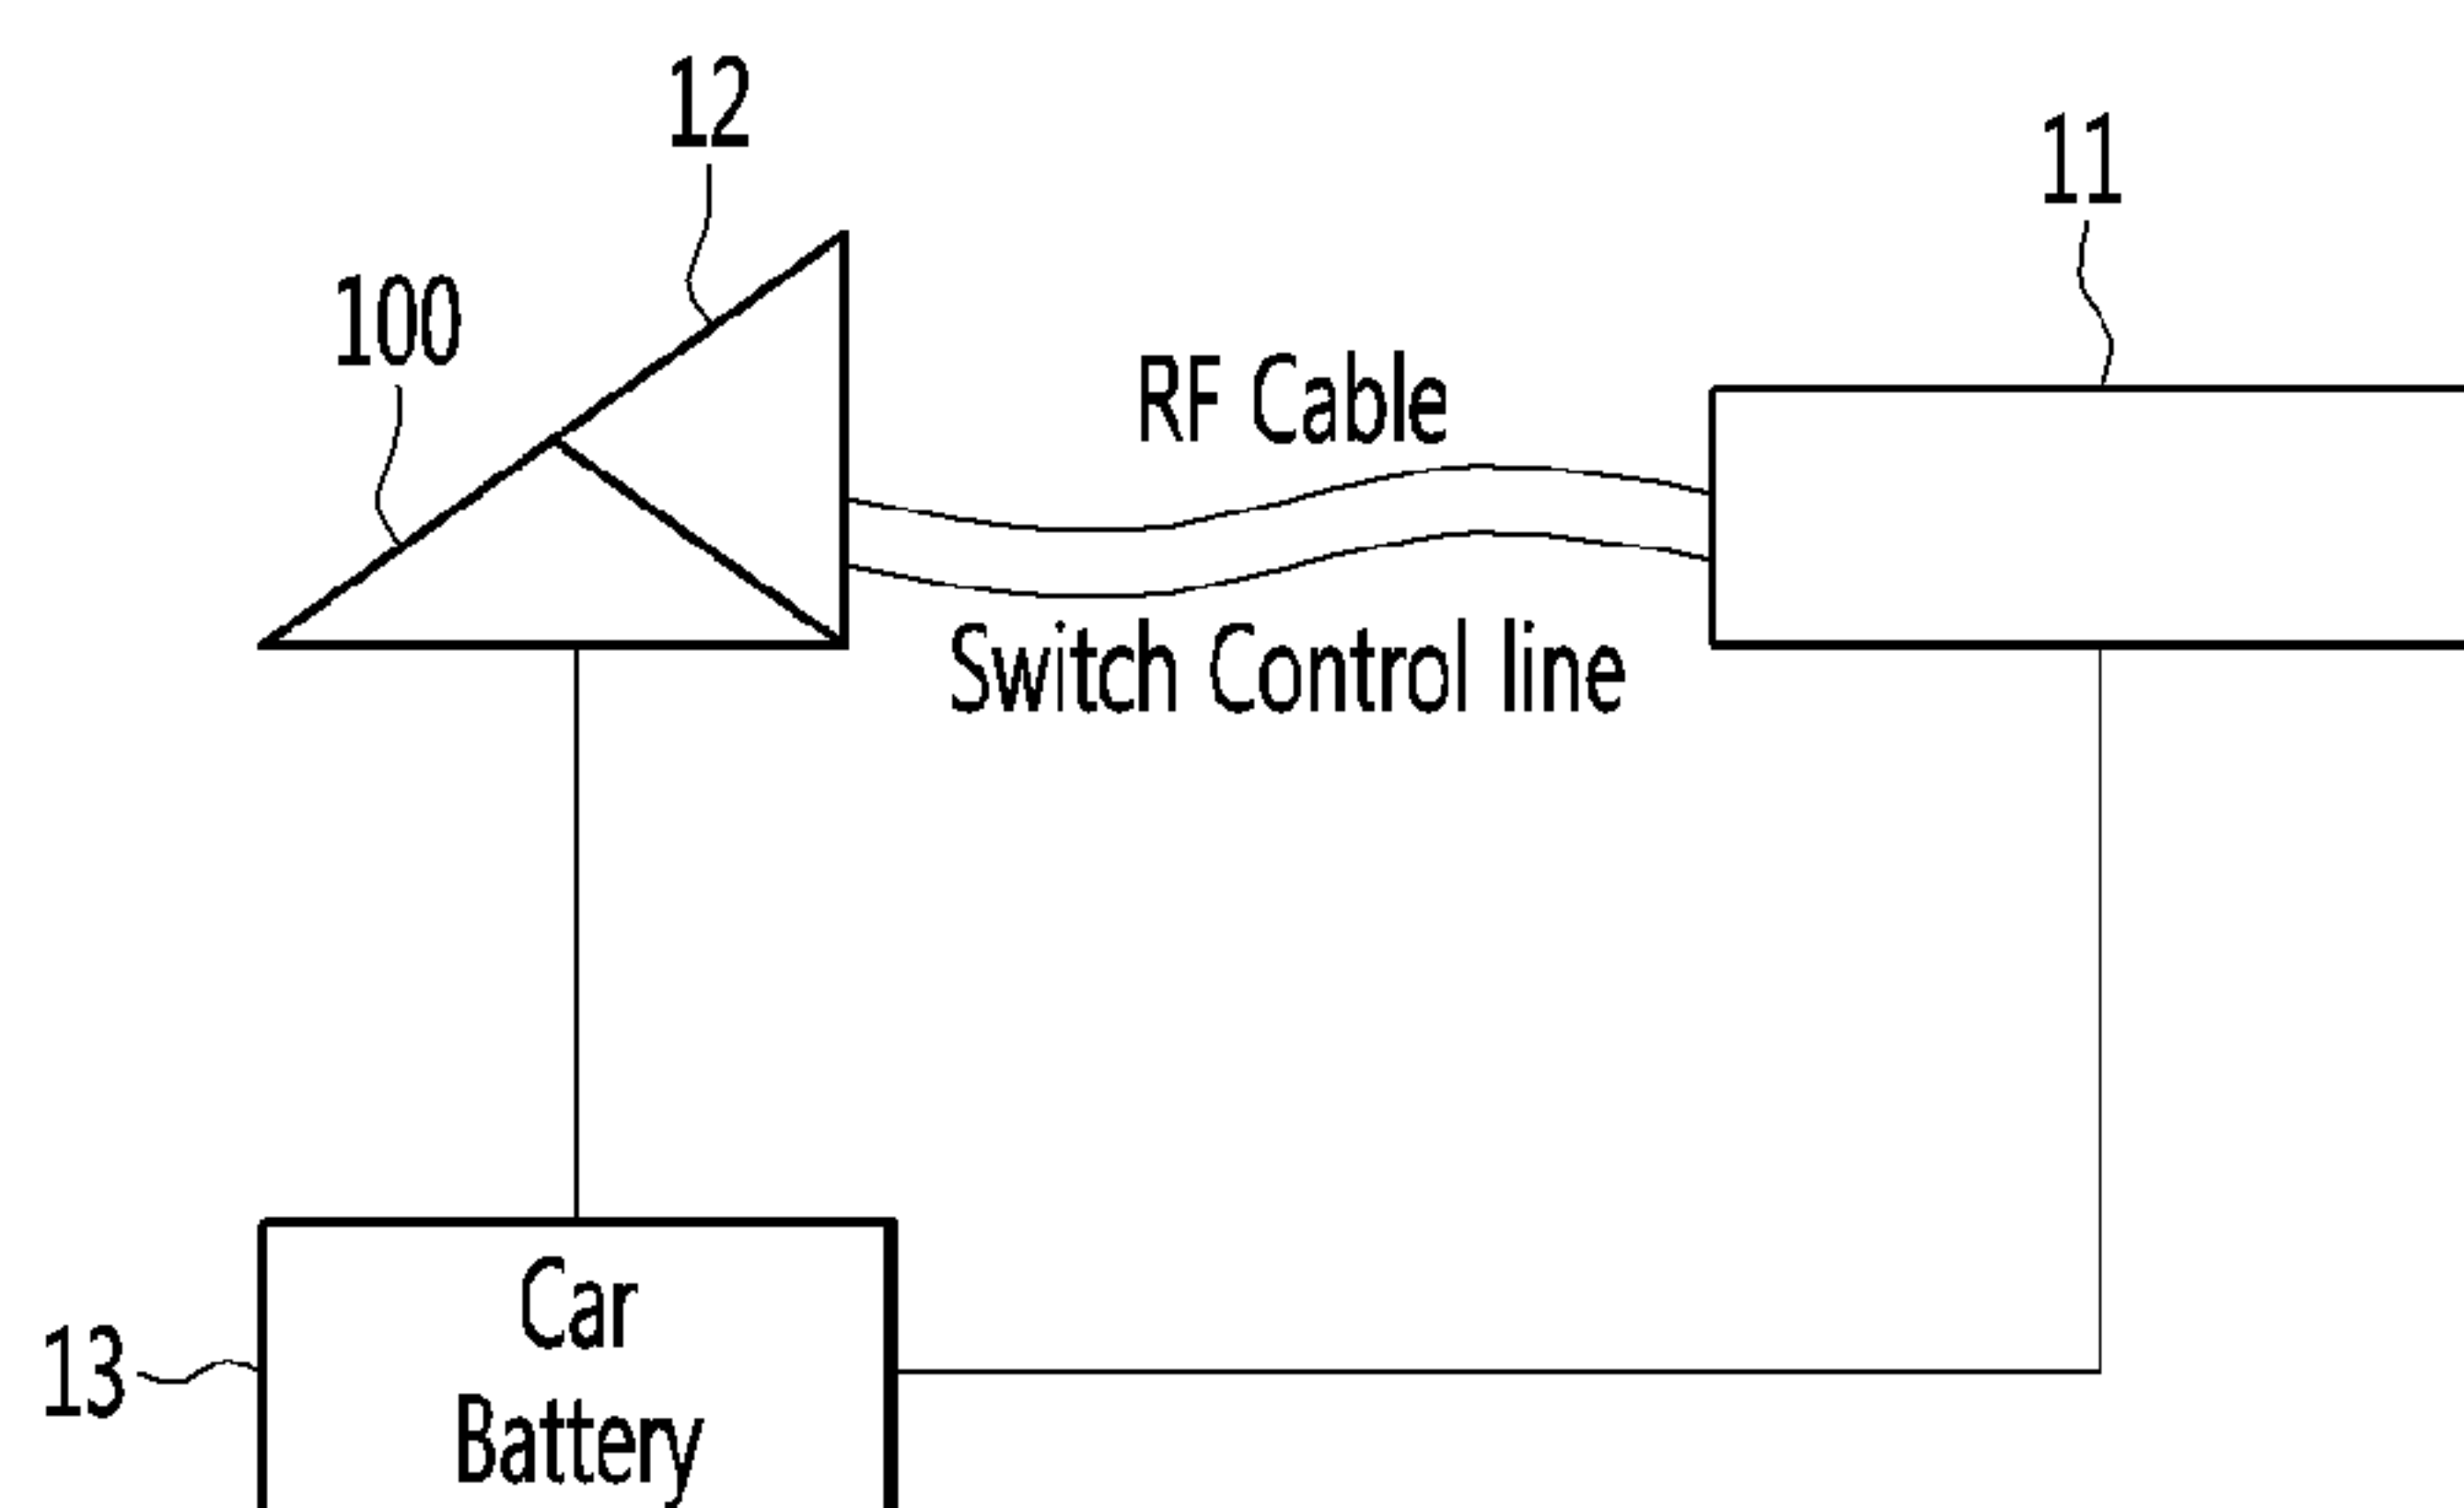 12
11
100
RF Cable
Switch Control line
Car
13
Battery